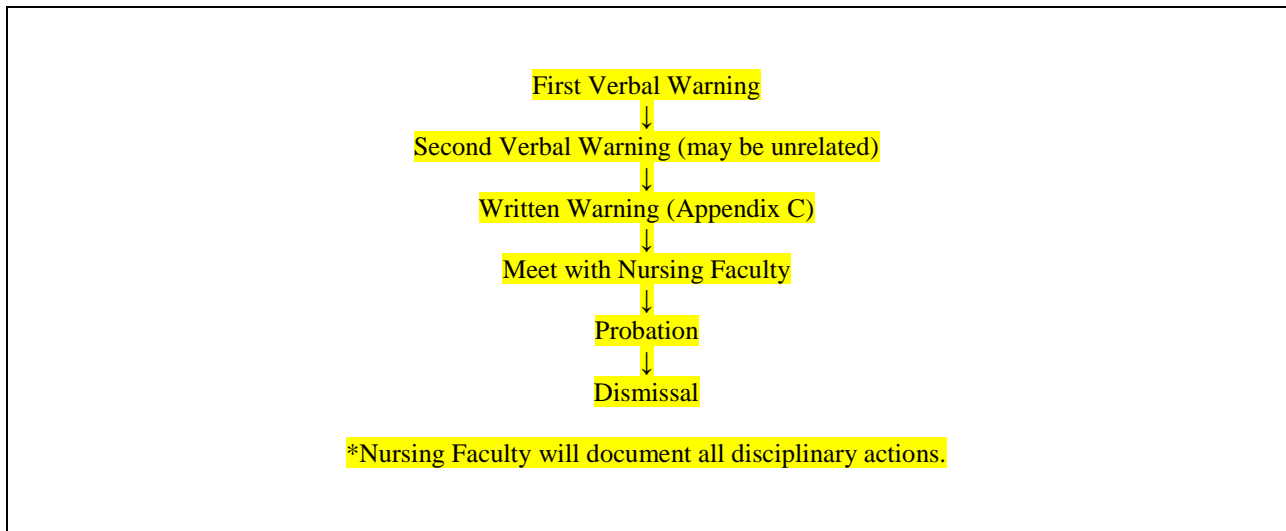 First Verbal Warning
↓
Second Verbal Warning (may be unrelated)
↓
Written Warning (Appendix C)
↓
Meet with Nursing Faculty
↓
Probation
↓
Dismissal
*Nursing Faculty will document all disciplinary actions.